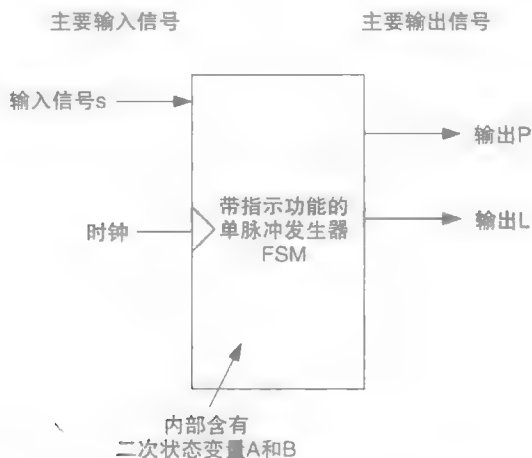 主要输入信号
主要输出信号
输入信号s
输出P
带指示功能的
单脉冲发生器
FSM
时钟
输出L
内部含有
二次状态变量A和B